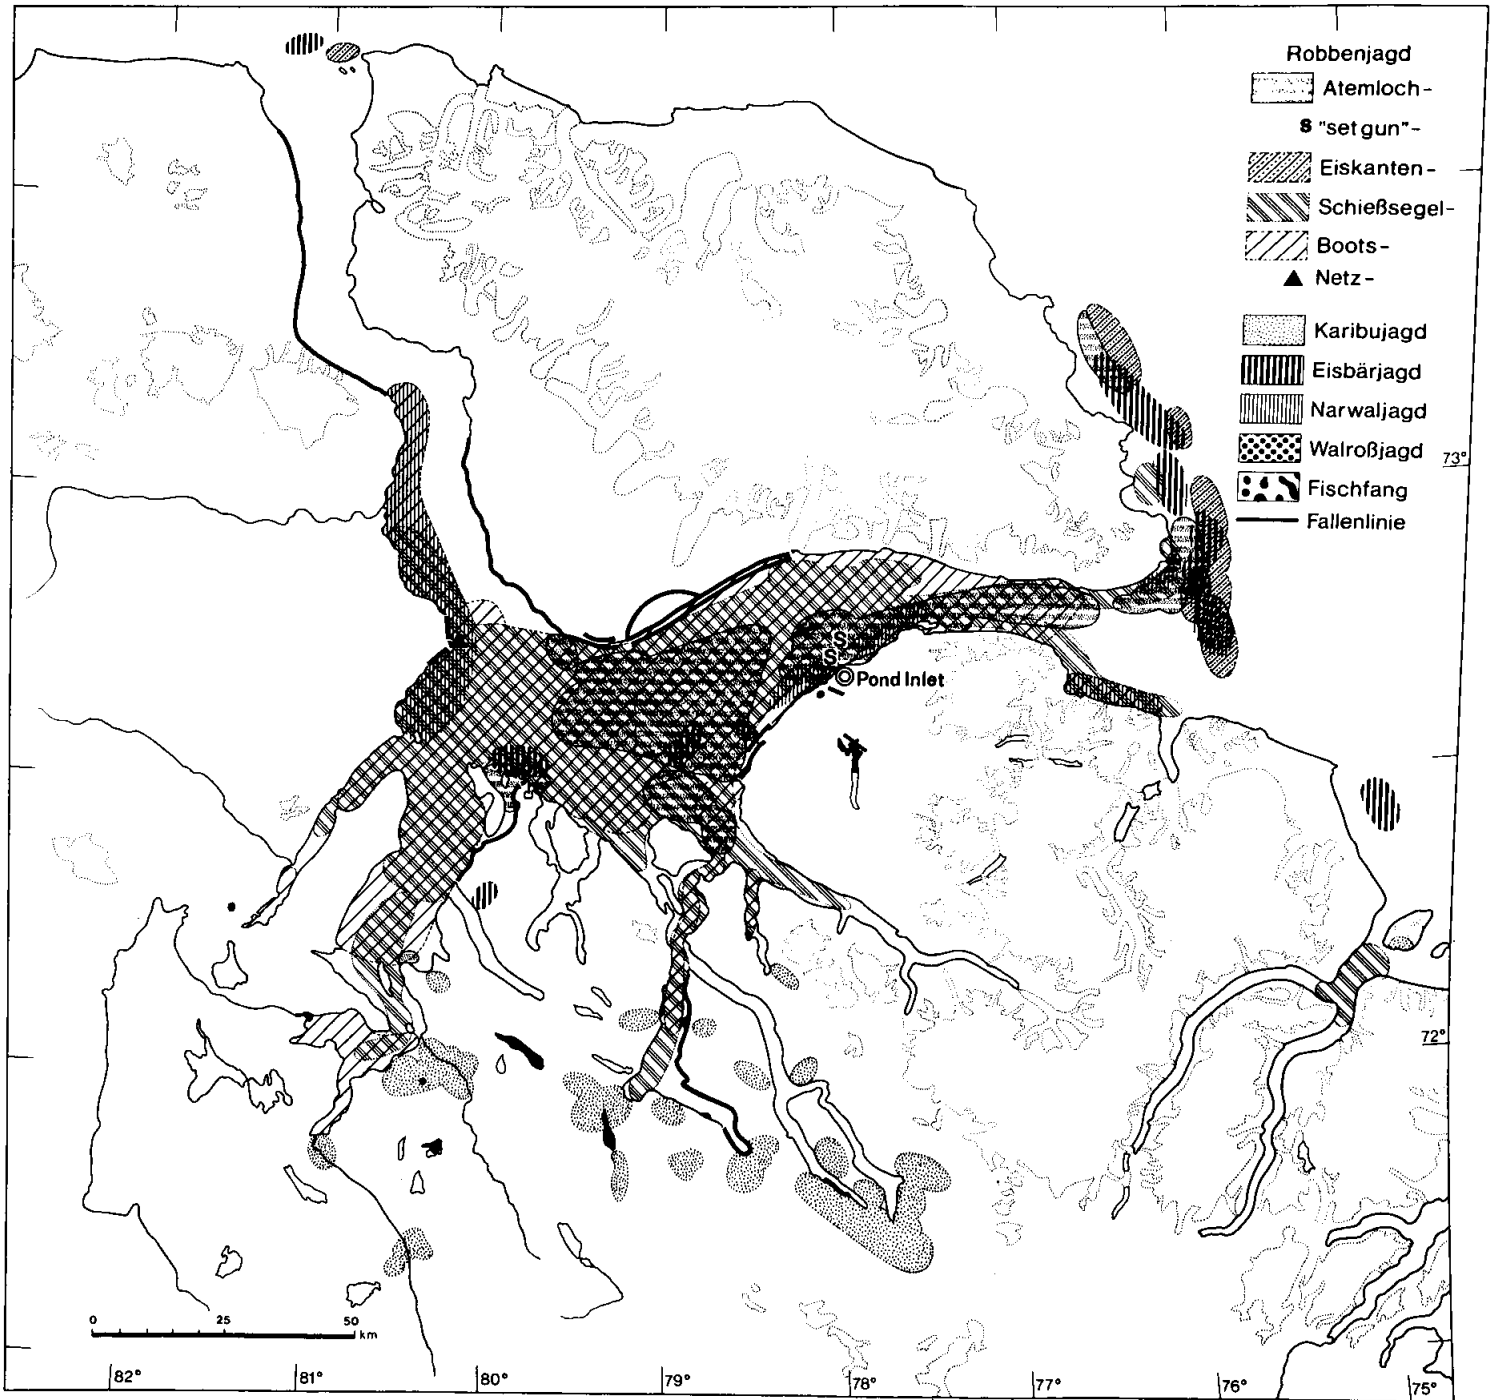 Robbenjagd
Atemloch-
S "set gun"-
Eiskanten-
Schießsegel-
Boots-
Netz-
Karibujagd
Eisbärjagd
Narwaljagd
Walroßjagd
73°
Fischfang
Fallenlinie
S
S
Pond Inlet
72°
0 25 50
km
82° 81° 80° 79° 78° 77° 76° 75°